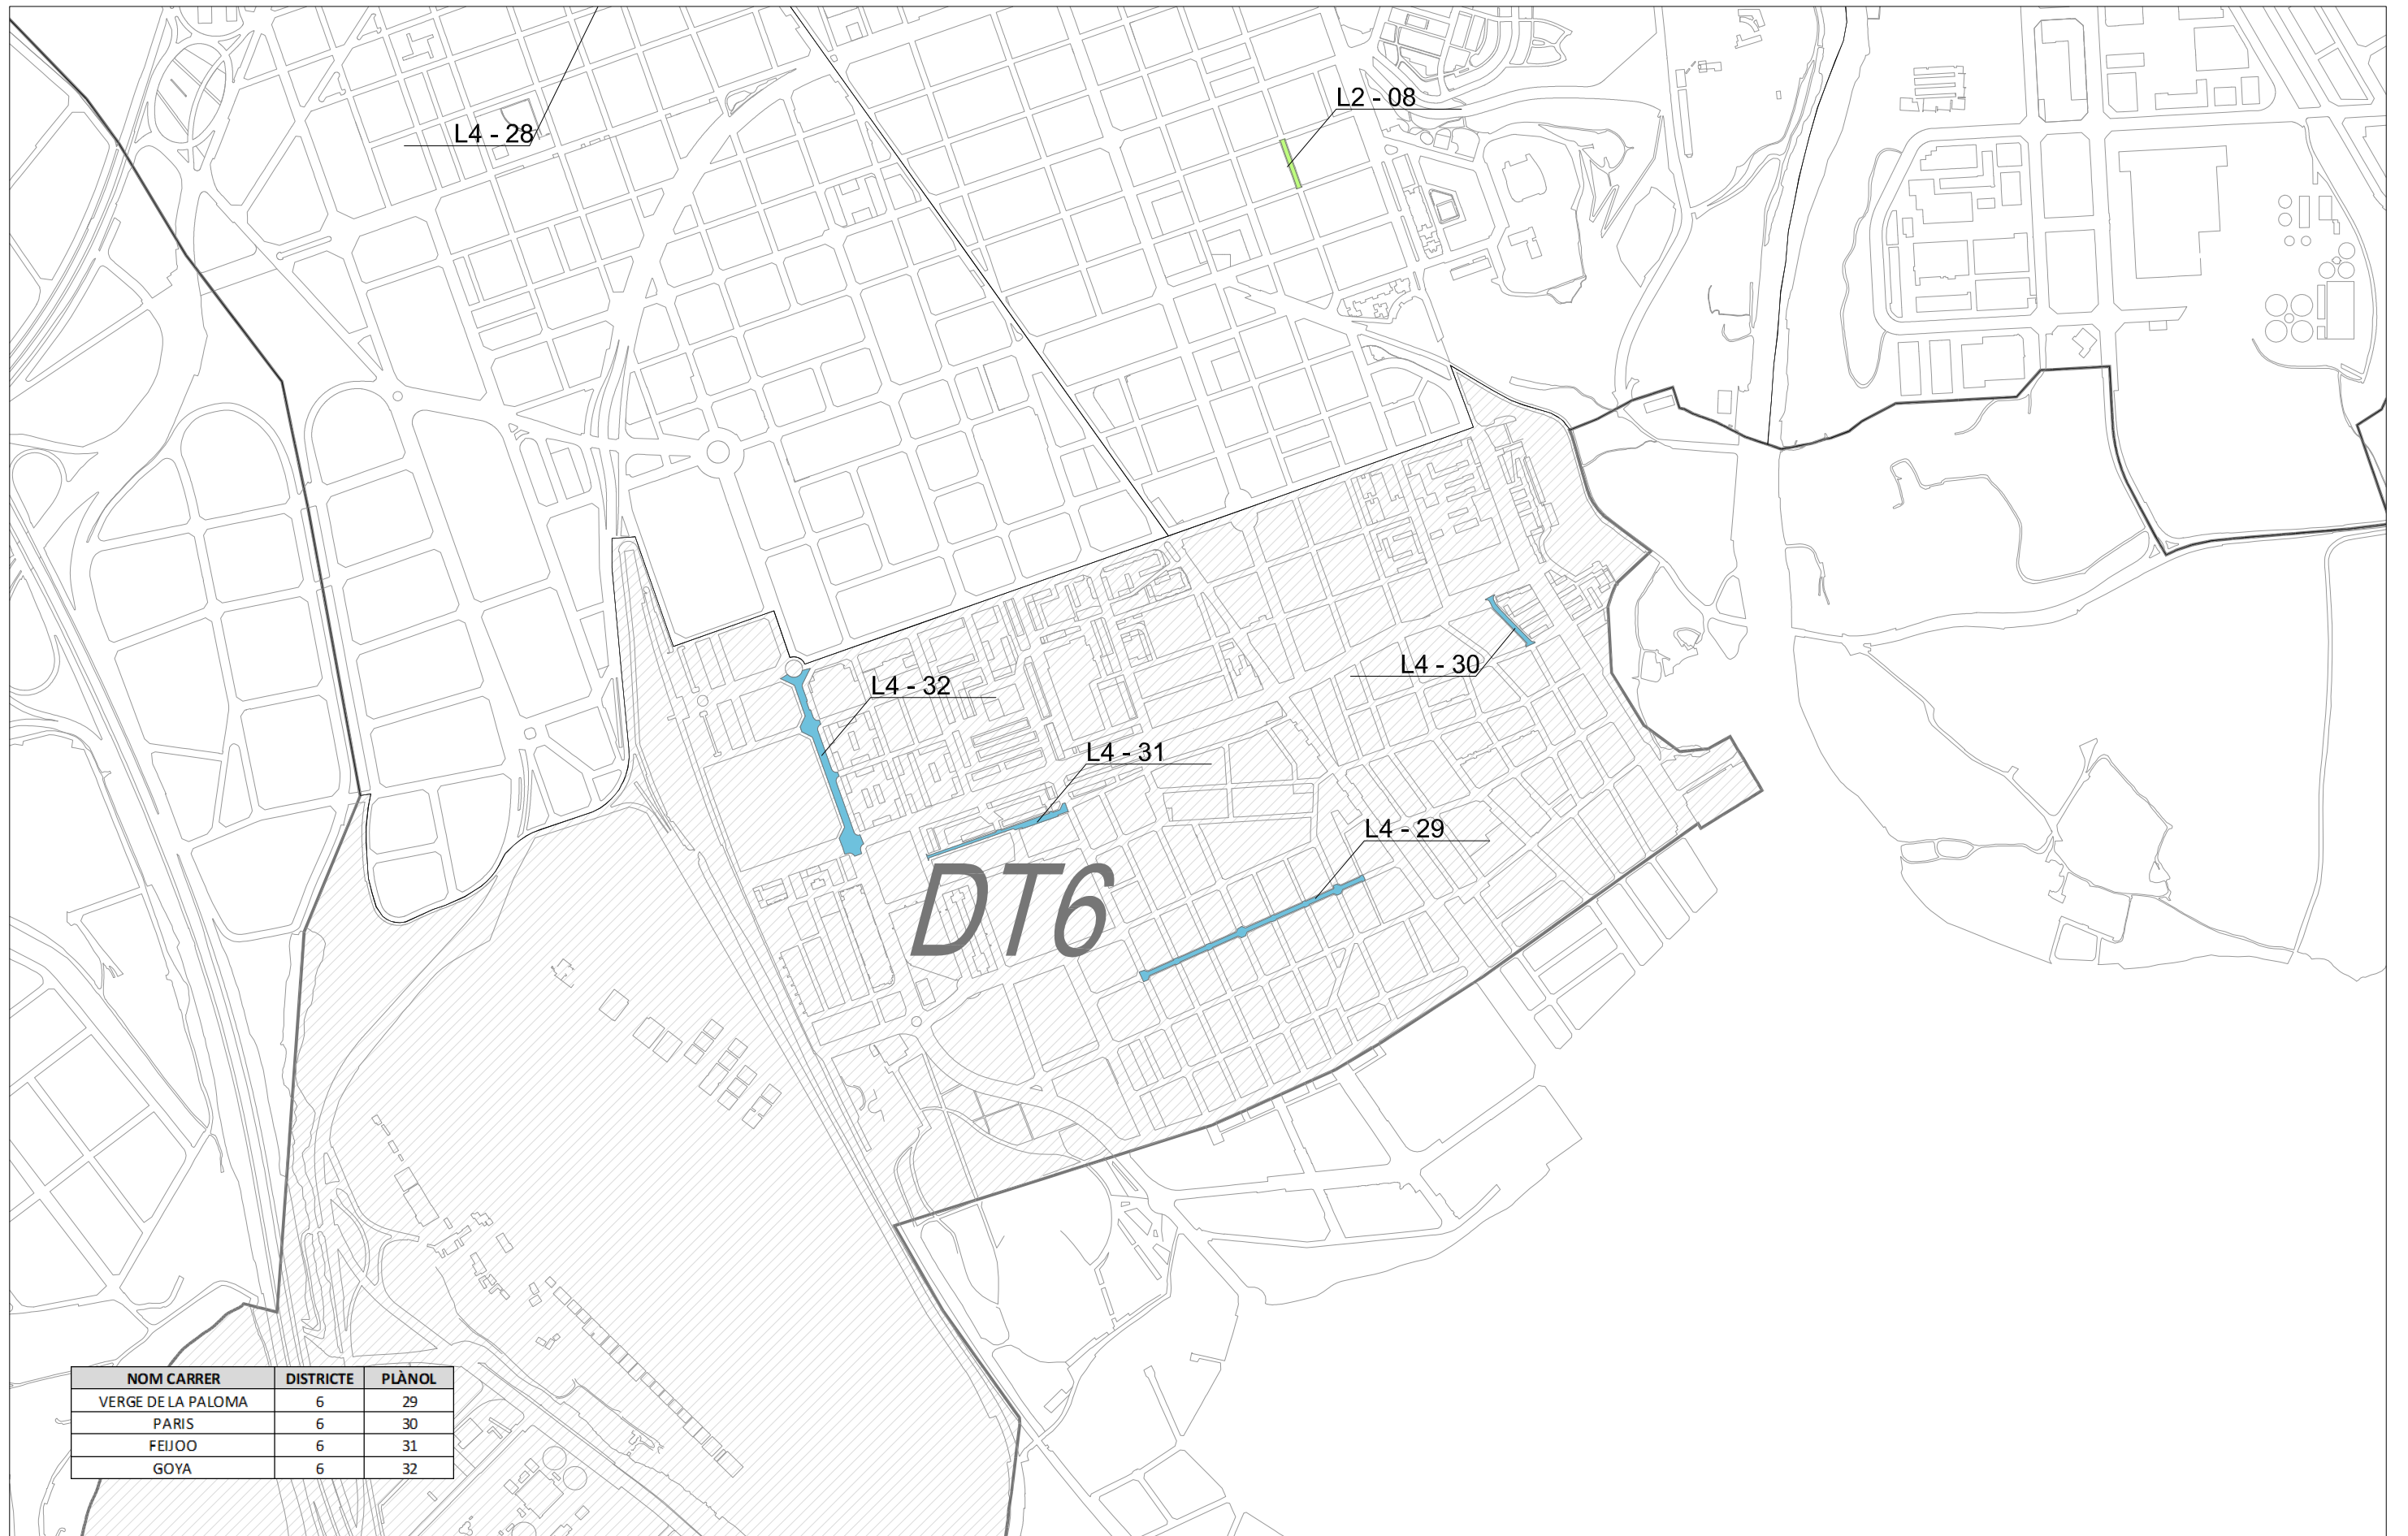 L2 - 08
L4 - 28
L4 - 30
L4 - 32
L4 - 31
L4 - 29
DT6
NOM CARRER DISTRICTE PLÀNOL
VERGE DE LA PALOMA 6 29
PARIS 6 30
FEIJOO 6 31
GOYA 6 32